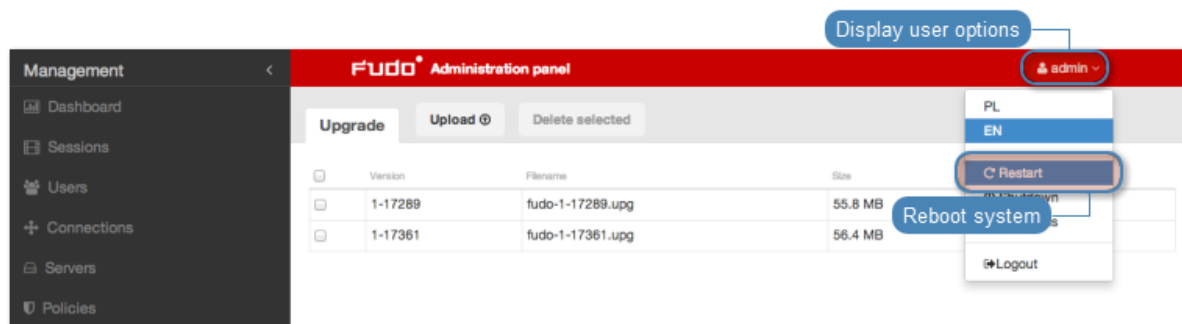 Display user options
Management
FUDO Administration panel
admin
Dashboard
Sessions
Users
Connections
Servers
Policies
Upgrade
Upload
Delete selected
PL
EN
Restart
Reboot system
Logout
Version Filename Size
1-17289 fudo-1-17289.upg 55.8 MB
1-17361 fudo-1-17361.upg 56.4 MB